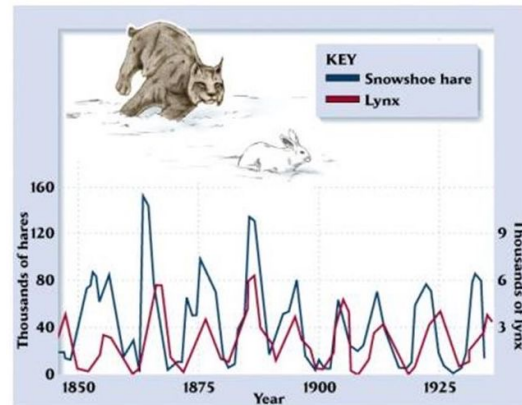 KEY
Snowshoe hare
Lynx
160
120
80
40
0
Thousands of hares
9
6
3
Thousands of lynx
1850
1875
1900
1925
Year